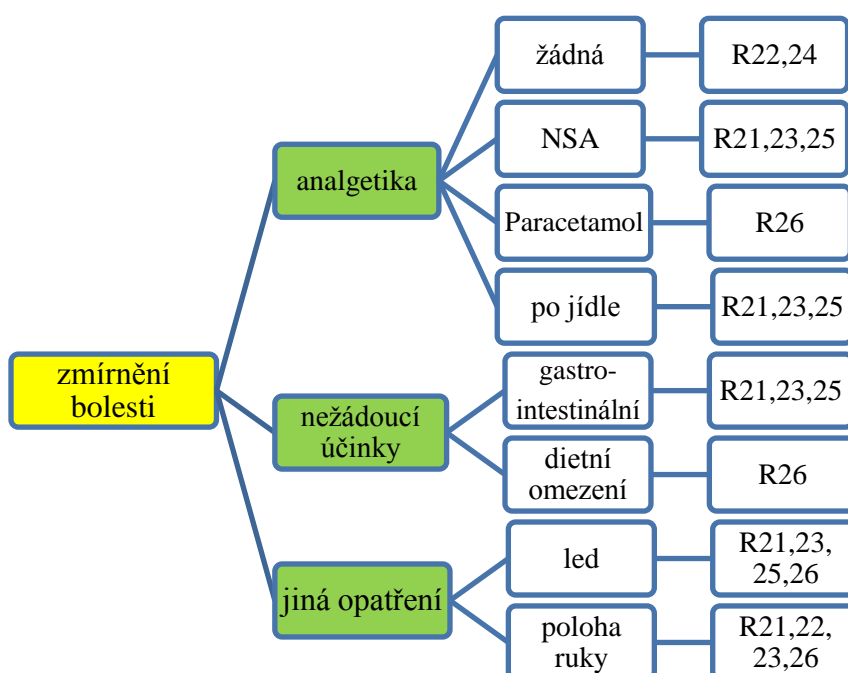 zmírnění
bolesti
analgetika
žádná
R22,24
NSA
R21,23,25
Paracetamol
R26
po jídle
R21,23,25
nežádoucí
účinky
gastro-
intestinální
R21,23,25
dietní
omezení
R26
jiná opatření
led
R21,23,
25,26
poloha
ruky
R21,22,
23,26